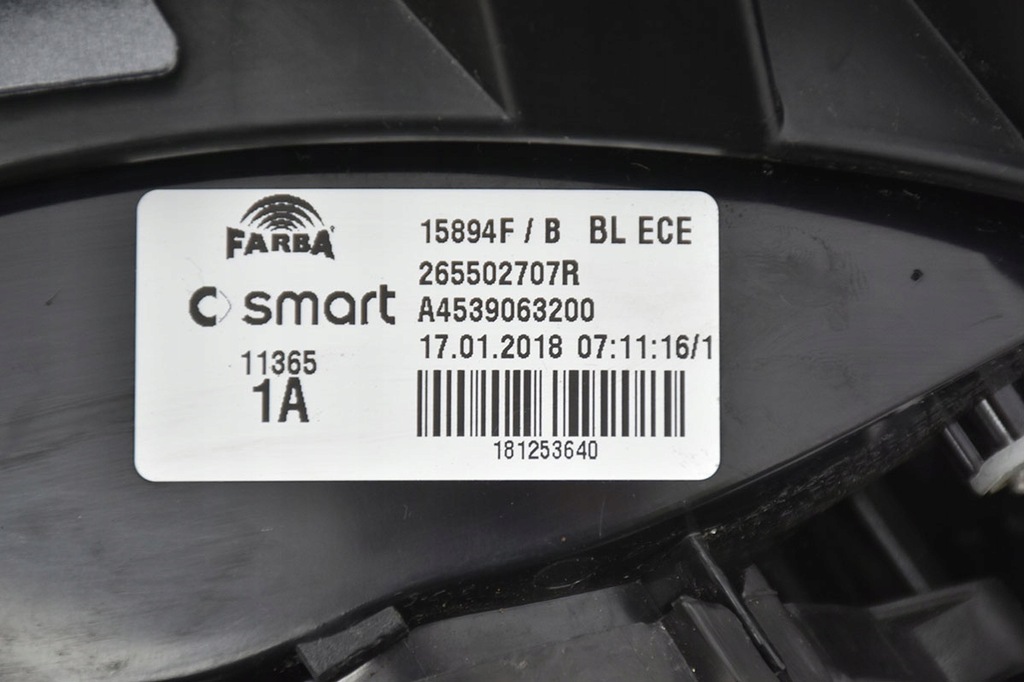 FARBA
smart
11365
1A
15894F / B BL ECE
265502707R
A4539063200
17.01.2018 07:11:16/1
181253640